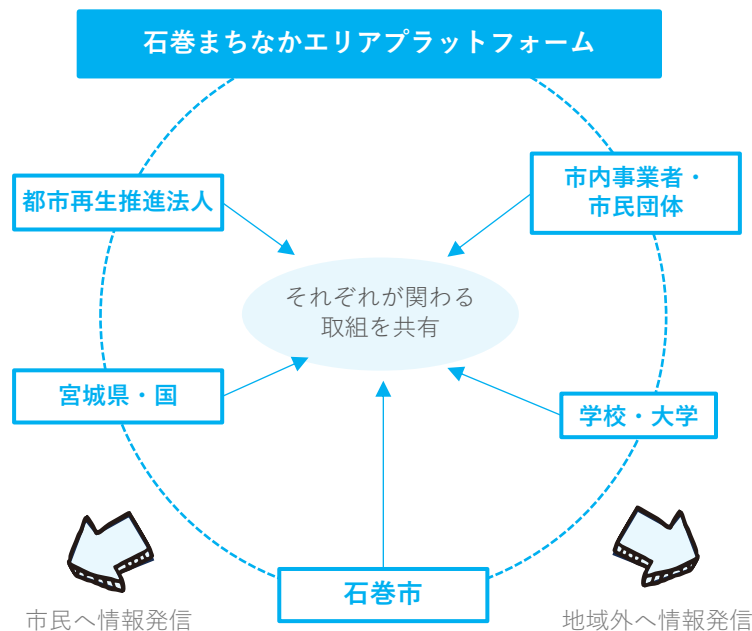 石巻まちなかエリアプラットフォーム
都市再生推進法人
市内事業者・
市民団体
それぞれが関わる
取組を共有
宮城県・国
学校・大学
石巻市
市民へ情報発信
地域外へ情報発信